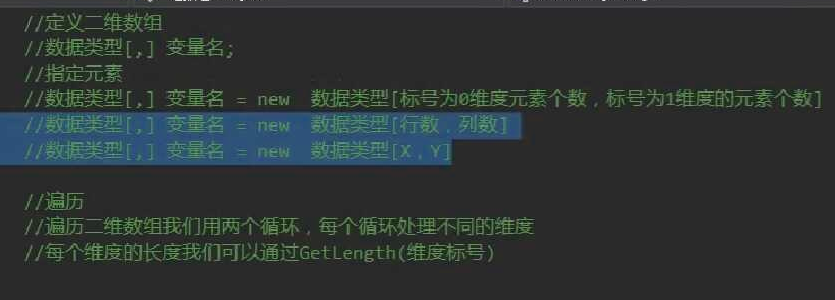 //定义二维数组
//数据类型[,] 变量名;
//指定元素
//数据类型[,] 变量名 = new  数据类型[标号为0维度元素个数，标号为1维度的元素个数]
//数据类型[,] 变量名 = new  数据类型[行数，列数]
//数据类型[,] 变量名 = new  数据类型[X，Y]
//遍历
//遍历二维数组我们用两个循环，每个循环处理不同的维度
//每个维度的长度我们可以通过GetLength(维度标号)